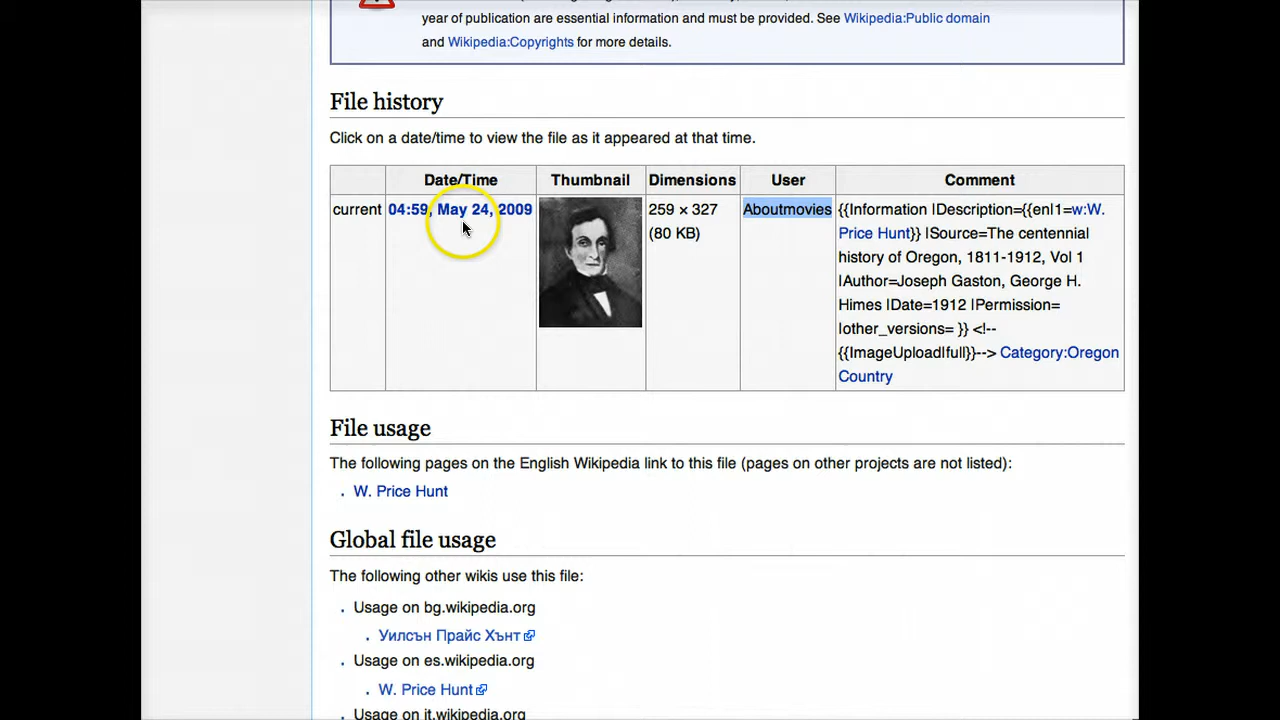 year of publication are essential information and must be provided. See Wikipedia:Public domain
and Wikipedia:Copyrights for more details.
File history
Click on a date/time to view the file as it appeared at that time.
Date/Time Thumbnail Dimensions User Comment
current 04:59, May 24, 2009 259 × 327 Aboutmovies {{Information |Description={{en|1=w:W.
(80 KB) Price Hunt}} |Source=The centennial
history of Oregon, 1811-1912, Vol 1
|Author=Joseph Gaston, George H.
Himes |Date=1912 |Permission=
|other_versions= }} <!--
{{ImageUpload|full}}--> Category:Oregon
Country
File usage
The following pages on the English Wikipedia link to this file (pages on other projects are not listed):
W. Price Hunt
Global file usage
The following other wikis use this file:
Usage on bg.wikipedia.org
Уилсън Прайс Хънт
Usage on es.wikipedia.org
W. Price Hunt
Usage on it.wikipedia.org